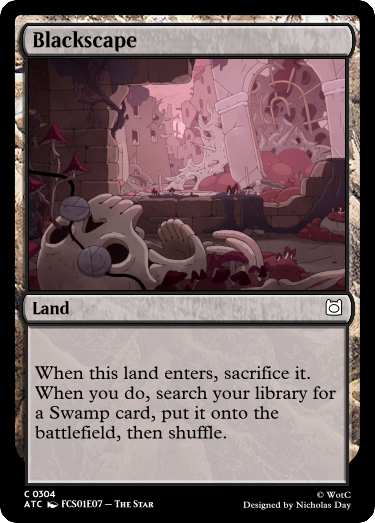 Blackscape
Land
When this land enters, sacrifice it.
When you do, search your library for
a Swamp card, put it onto the
battlefield, then shuffle.
C 0304
ATC FCS01E07 — The Star
© WotC
Designed by Nicholas Day